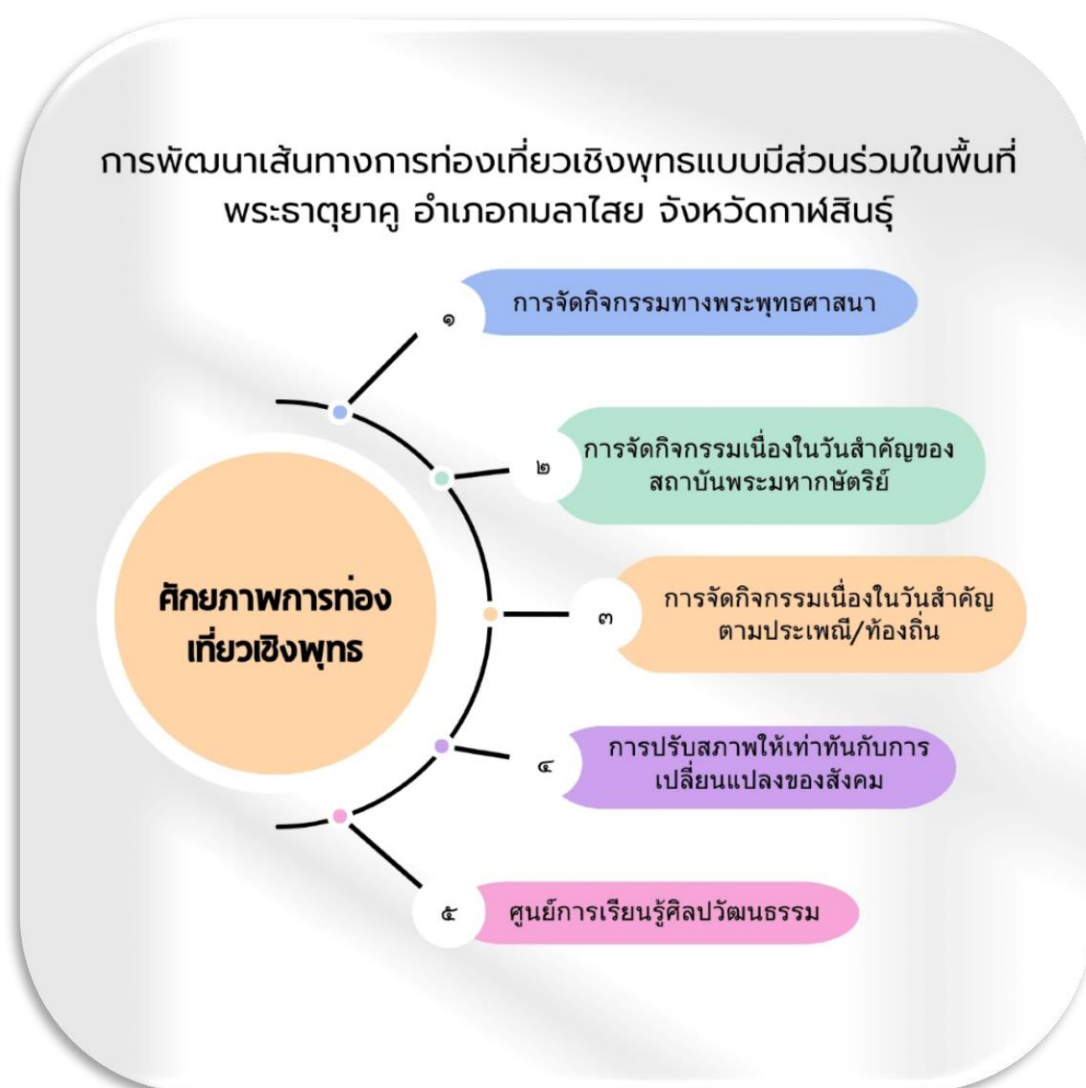 การพัฒนาเส้นทางการท่องเที่ยวเชิงพุทธแบบมีส่วนร่วมในพื้นที่
พระธาตุยาคู อำเภอกมลาไสย จังหวัดกาฬสินธุ์
๑
การจัดกิจกรรมทางพระพุทธศาสนา
๒
การจัดกิจกรรมเนื่องในวันสำคัญของ
สถาบันพระมหากษัตริย์
ศักยภาพการท่อง
เที่ยวเชิงพุทธ
๓
การจัดกิจกรรมเนื่องในวันสำคัญ
ตามประเพณี/ท้องถิ่น
๔
การปรับสภาพให้เท่าทันกับการ
เปลี่ยนแปลงของสังคม
๕
ศูนย์การเรียนรู้ศิลปวัฒนธรรม